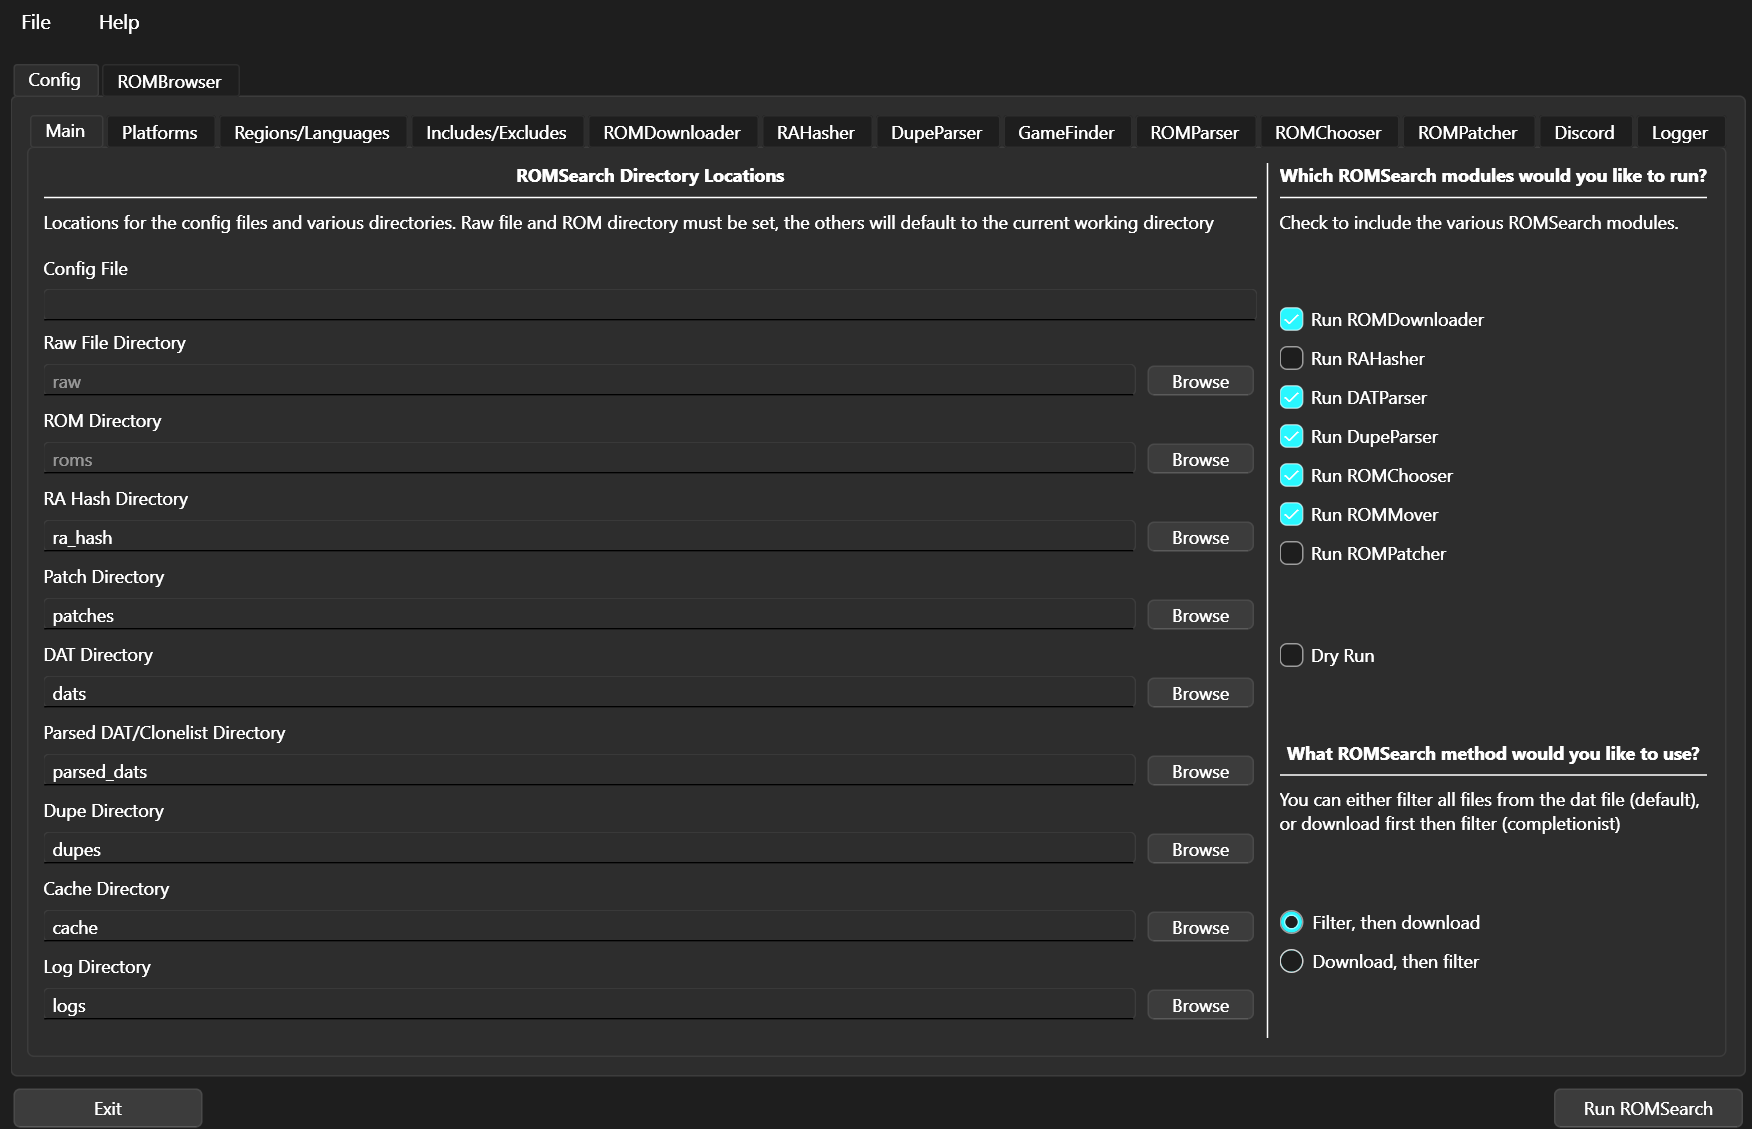 File Help
Config ROMBrowser
Main Platforms Regions/Languages Includes/Excludes ROMDownloader RAHasher DupeParser GameFinder ROMParser ROMChooser ROMPatcher Discord Logger
ROMSearch Directory Locations
Locations for the config files and various directories. Raw file and ROM directory must be set, the others will default to the current working directory
Config File
Raw File Directory
raw Browse
ROM Directory
roms Browse
RA Hash Directory
ra_hash Browse
Patch Directory
patches Browse
DAT Directory
dats Browse
Parsed DAT/Clonelist Directory
parsed_dats Browse
Dupe Directory
dupes Browse
Cache Directory
cache Browse
Log Directory
logs Browse
Which ROMSearch modules would you like to run?
Check to include the various ROMSearch modules.
Run ROMDownloader
Run RAHasher
Run DATParser
Run DupeParser
Run ROMChooser
Run ROMMover
Run ROMPatcher
Dry Run
What ROMSearch method would you like to use?
You can either filter all files from the dat file (default),
or download first then filter (completionist)
Filter, then download
Download, then filter
Exit Run ROMSearch